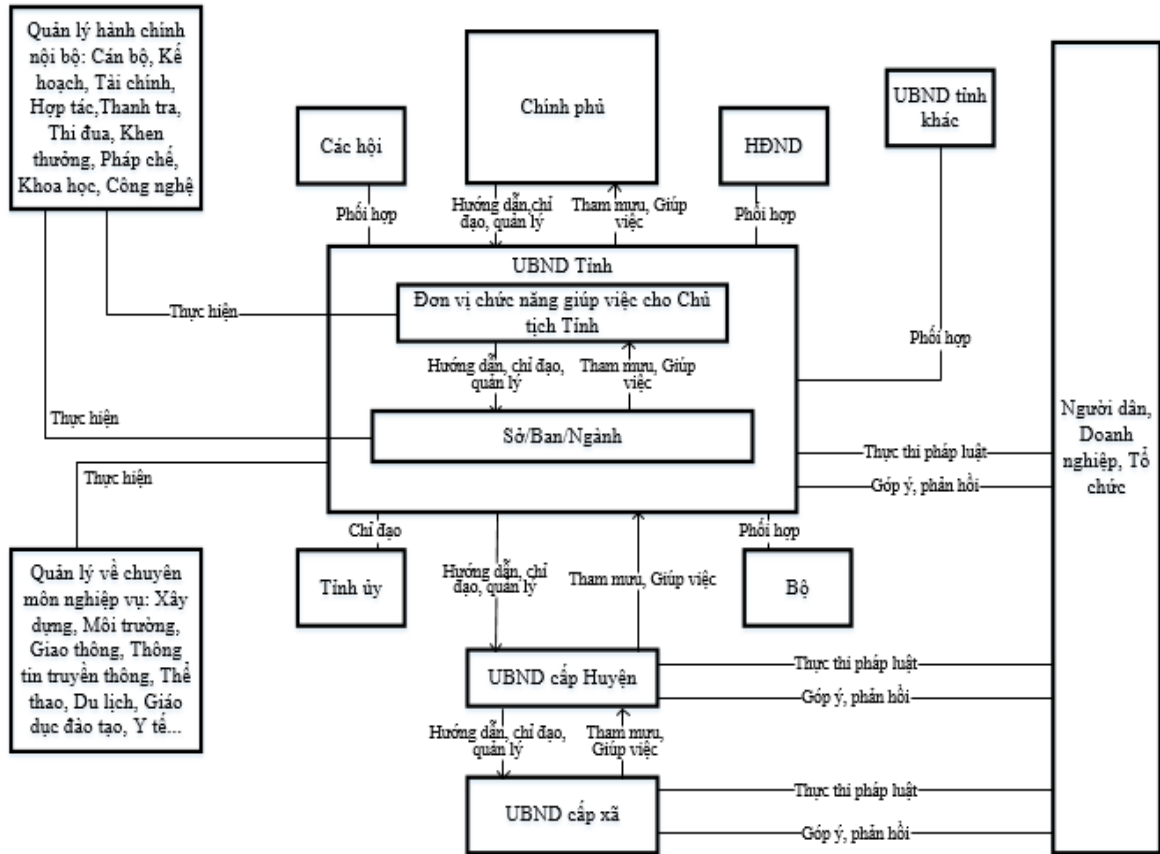 Quản lý hành chính
nội bộ: Cán bộ, Kế
hoạch, Tài chính,
Hợp tác,Thanh tra,
Thi đua, Khen
thưởng, Pháp chế,
Khoa học, Công nghệ
Các hội
Chính phủ
HĐND
UBND tỉnh
khác
Phối hợp
Hướng dẫn,chỉ
đạo, quản lý
Tham mưu, Giúp
việc
Phối hợp
UBND Tỉnh
Đơn vị chức năng giúp việc cho Chủ
tịch Tỉnh
Thực hiện
Phối hợp
Hướng dẫn, chỉ đạo,
quản lý
Tham mưu, Giúp
việc
Thực hiện
Sở/Ban/Ngành
Người dân,
Doanh
nghiệp, Tổ
chức
Thực hiện
Thực thi pháp luật
Góp ý, phản hồi
Chỉ đạo
Phối hợp
Tỉnh ủy
Hướng dẫn, chỉ
đạo, quản lý
Tham mưu, Giúp việc
Bộ
Quản lý về chuyên
môn nghiệp vụ: Xây
dựng, Môi trường,
Giao thông, Thông
tin truyền thông, Thể
thao, Du lịch, Giáo
dục đào tạo, Y tế...
UBND cấp Huyện
Thực thi pháp luật
Góp ý, phản hồi
Hướng dẫn, chỉ đạo,
quản lý
Tham mưu,
Giúp việc
UBND cấp xã
Thực thi pháp luật
Góp ý, phản hồi